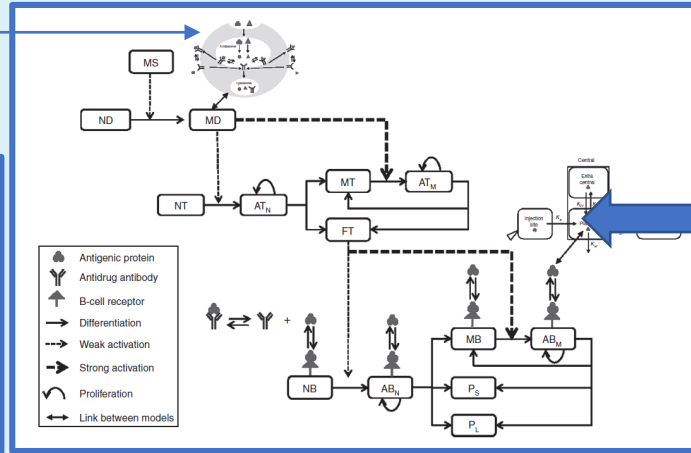 MS
ND
MD
NT
AT_N
MT
AT_M
FT
Central
Extra
central
Injection
site
Antigenic protein
Antidrug antibody
B-cell receptor
Differentiation
Weak activation
Strong activation
Proliferation
Link between models
+
NB
AB_N
MB
AB_M
P_S
P_L